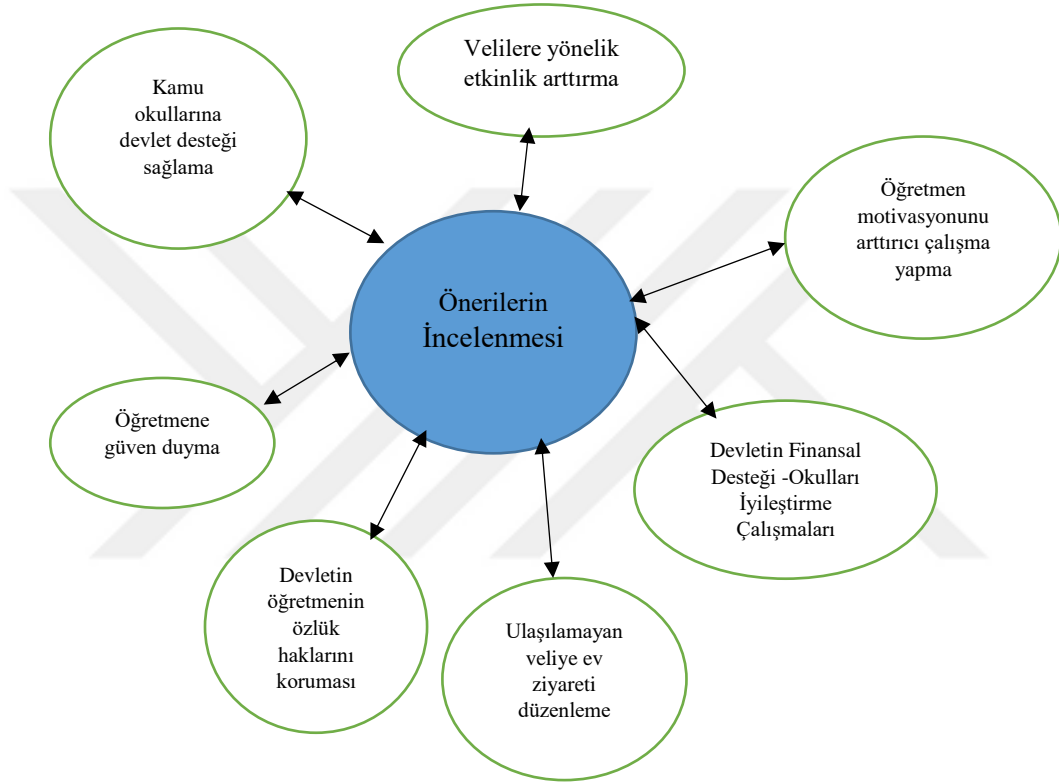 Velilere yönelik
etkinlik arttırma
Kamu
okullarına
devlet desteği
sağlama
Öğretmen
motivasyonunu
arttırıcı çalışma
yapma
Önerilerin
İncelenmesi
Öğretmene
güven duyma
Devletin Finansal
Desteği -Okulları
İyileştirme
Çalışmaları
Devletin
öğretmenin
özlük
haklarını
koruması
Ulaşılamayan
veliye ev
ziyareti
düzenleme